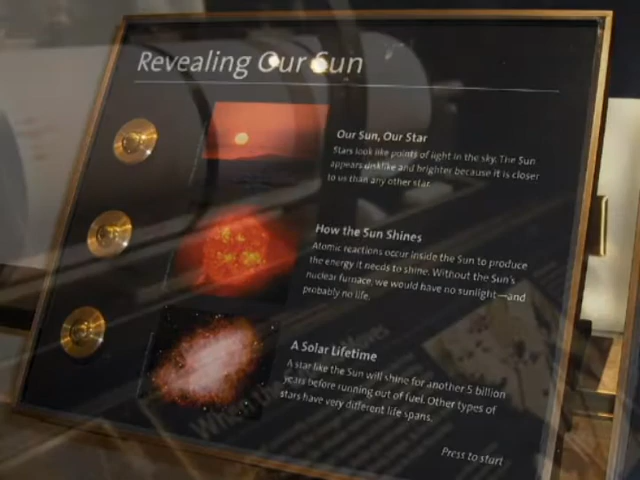 Revealing Our Sun
Our Sun, Our Star
Stars look like points of light in the sky. The Sun
appears disklike and brighter because it is closer
to us than any other star.
How the Sun Shines
Atomic reactions occur inside the Sun to produce
the energy it needs to shine. Without the Sun's
nuclear furnace, we would have no sunlight—and
probably no life.
A Solar Lifetime
A star like the Sun will shine for another 5 billion
years before running out of fuel. Other types of
stars have very different life spans.
Press to start